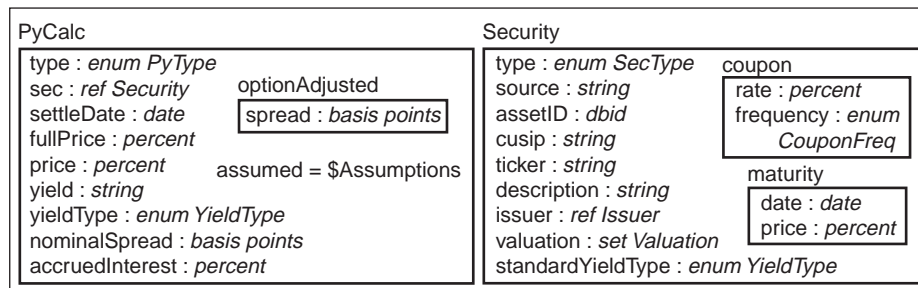 PyCalc
type : enum PyType
sec : ref Security
settleDate : date
fullPrice : percent
price : percent
yield : string
yieldType : enum YieldType
nominalSpread : basis points
accruedInterest : percent
optionAdjusted
spread : basis points
assumed = $Assumptions
Security
type : enum SecType
source : string
assetID : dbid
cusip : string
ticker : string
description : string
issuer : ref Issuer
valuation : set Valuation
standardYieldType : enum YieldType
coupon
rate : percent
frequency : enum
CouponFreq
maturity
date : date
price : percent